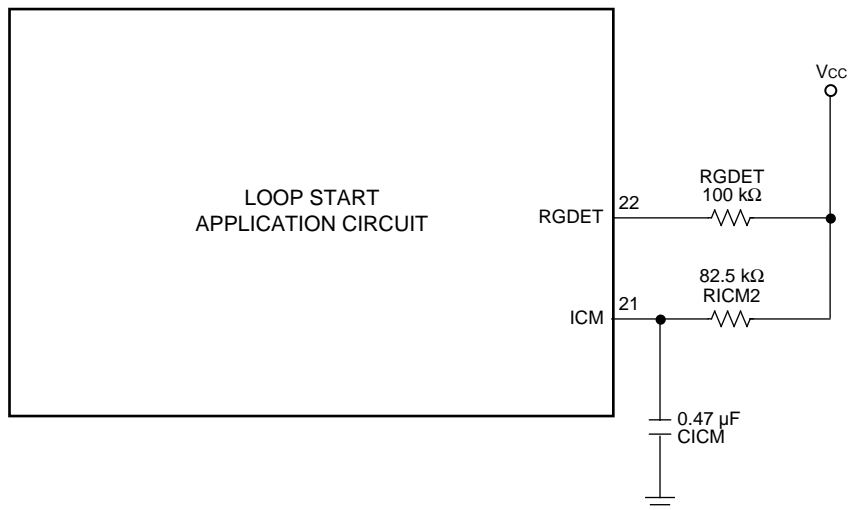 VCC
RGDET
100 kΩ
22
LOOP START
RGDET
APPLICATION CIRCUIT
82.5 kΩ
RICM2
21
ICM
0.47 µF
CICM